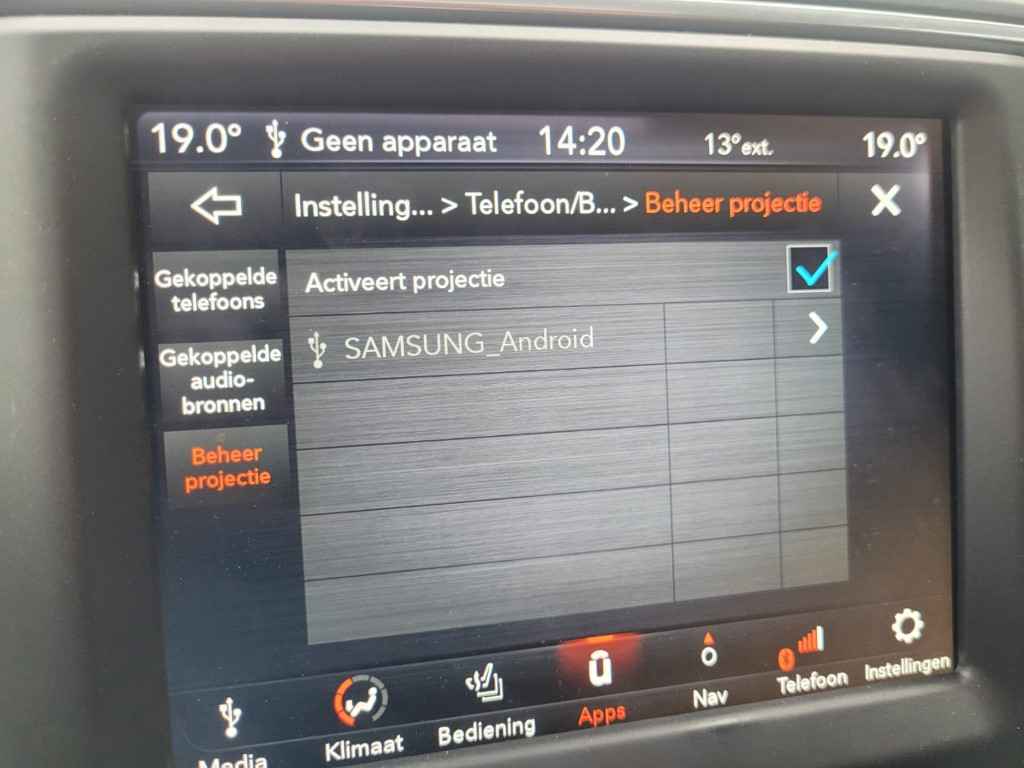 19.0° Geen apparaat 14:20 13°ext. 19.0°
Instelling... > Telefoon/B... > Beheer projectie
Gekoppelde
telefoons
Activeert projectie
SAMSUNG_Android
Gekoppelde
audio-
bronnen
Beheer
projectie
Media Klimaat Bediening Apps Nav Telefoon Instellingen